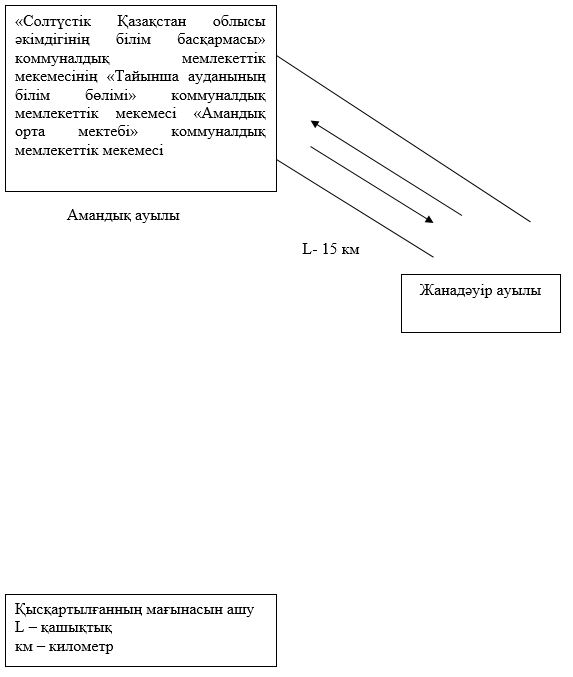 «Солтүстік Қазақстан облысы
әкімдігінің білім басқармасы»
коммуналдық мемлекеттік
мекемесінің «Тайынша ауданының
білім бөлімі» коммуналдық
мемлекеттік мекемесі «Амандық
орта мектебі» коммуналдық
мемлекеттік мекемесі
Амандық ауылы
L- 15 км
Жанадәуір ауылы
Қысқартылғанның мағынасын ашу
L – қашықтық
км – километр